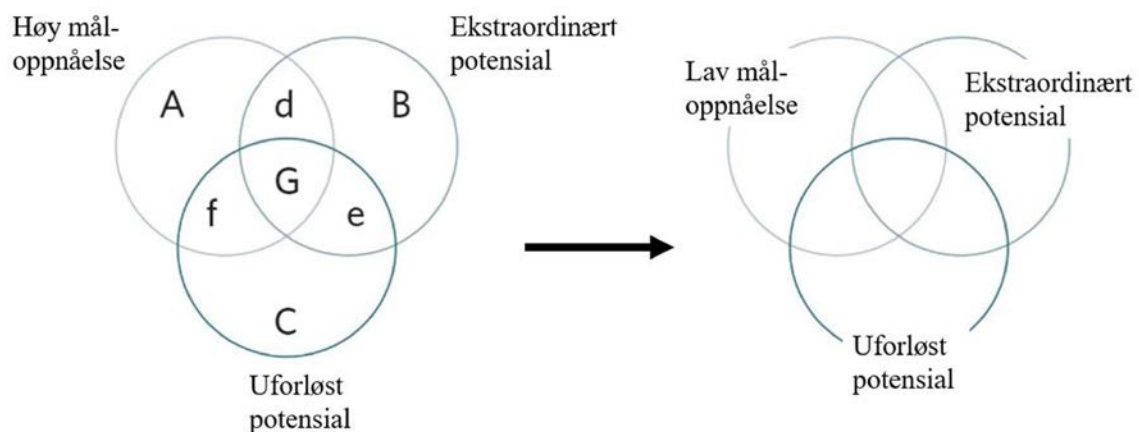 Høy mål-
oppnåelse
Ekstraordinært
potensial
A
d
B
G
f
e
C
Uforløst
potensial
Lav mål-
oppnåelse
Ekstraordinært
potensial
Uforløst
potensial